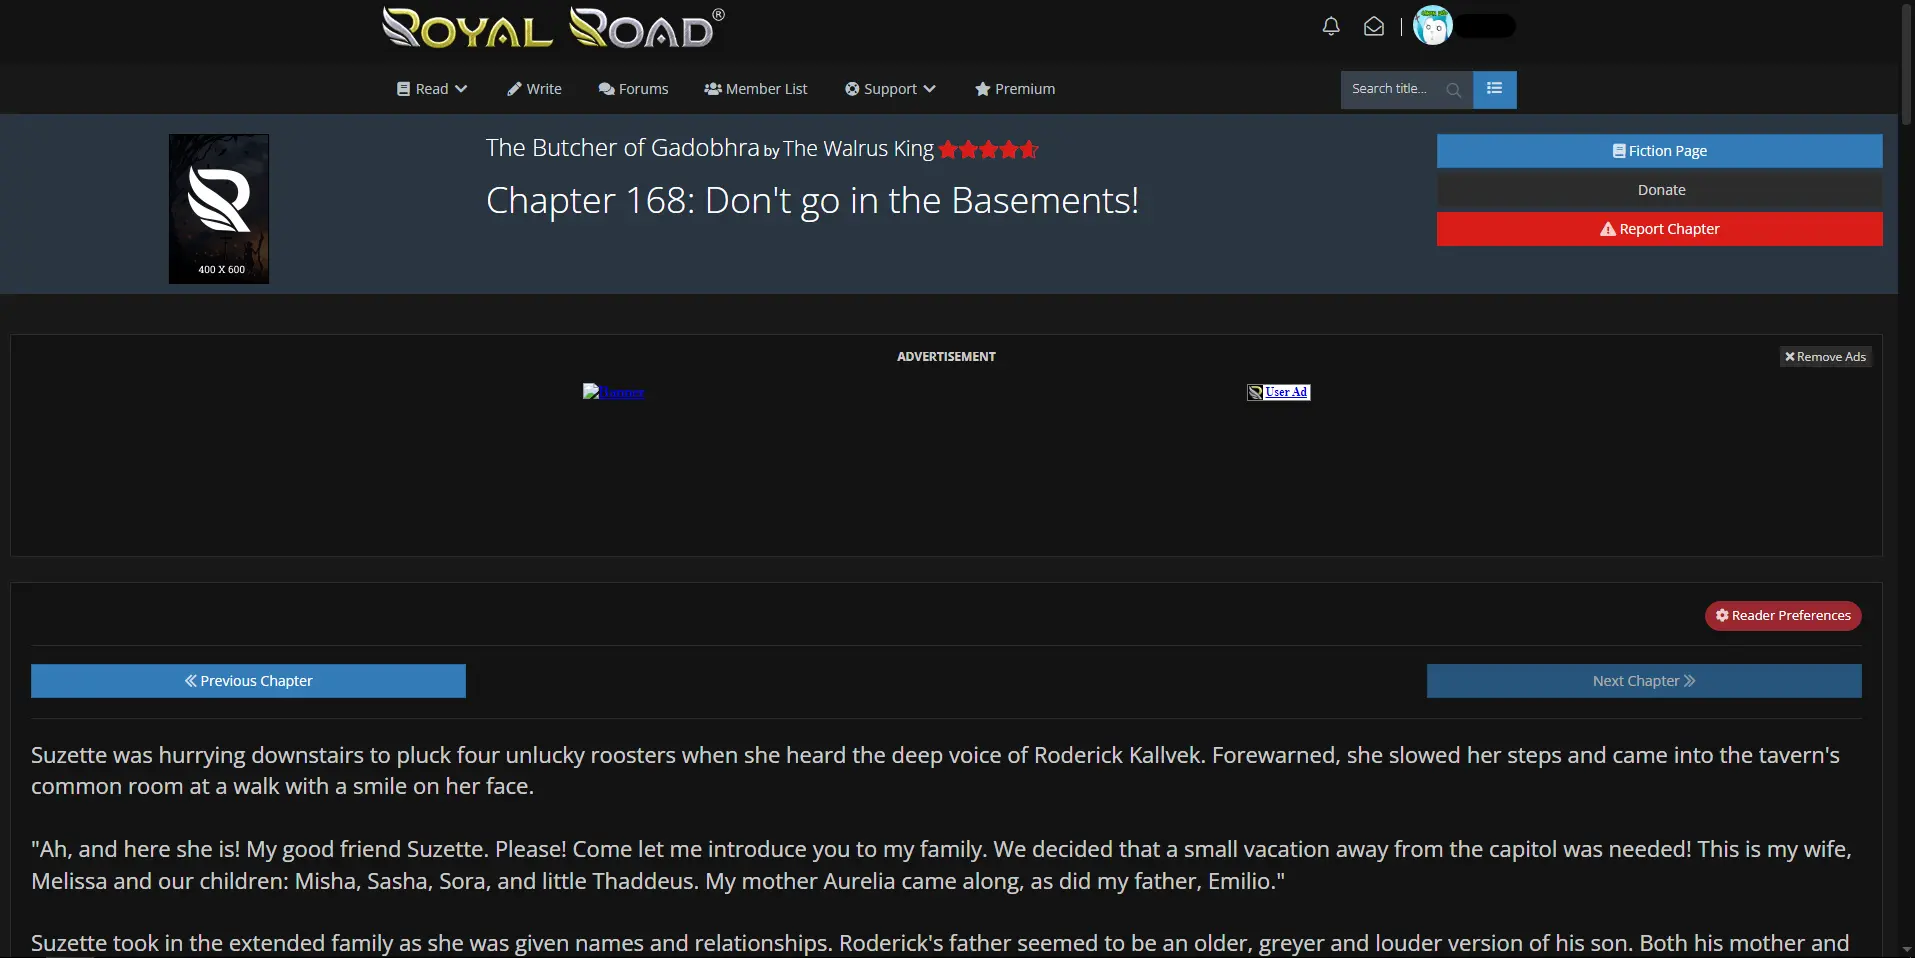 ROYAL ROAD®
Read
Write
Forums
Member List
Support
Premium
Search title...
400 X 600
The Butcher of Gadobhra by The Walrus King
Chapter 168: Don't go in the Basements!
Fiction Page
Donate
Report Chapter
ADVERTISEMENT
Remove Ads
Banner
User Ad
Reader Preferences
Previous Chapter
Next Chapter
Suzette was hurrying downstairs to pluck four unlucky roosters when she heard the deep voice of Roderick Kallvek. Forewarned, she slowed her steps and came into the tavern's
common room at a walk with a smile on her face.
"Ah, and here she is! My good friend Suzette. Please! Come let me introduce you to my family. We decided that a small vacation away from the capitol was needed! This is my wife,
Melissa and our children: Misha, Sasha, Sora, and little Thaddeus. My mother Aurelia came along, as did my father, Emilio."
Suzette took in the extended family as she was given names and relationships. Roderick's father seemed to be an older, greyer and louder version of his son. Both his mother and